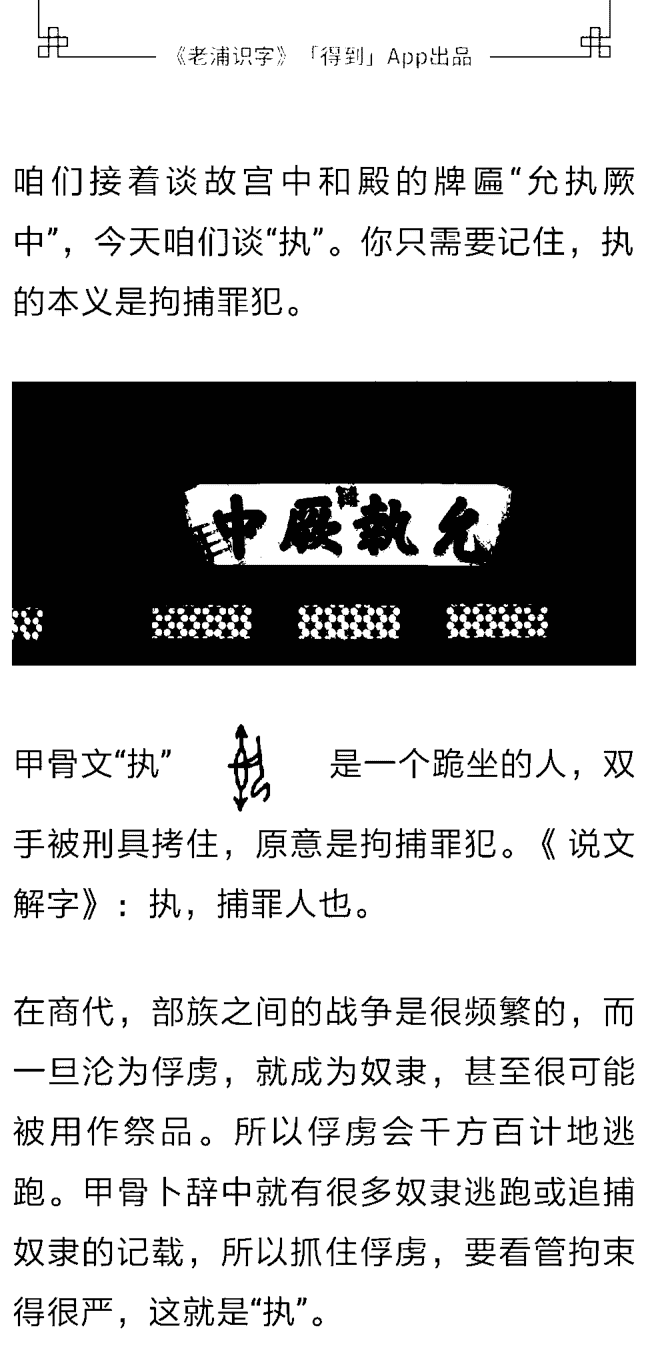 《老浦识字》「得到」App出品
咱们接着谈故宫中和殿的牌匾“允执厥
中”，今天咱们谈“执”。你只需要记住，执
的本义是拘捕罪犯。
中厥執允
甲骨文“执” 是一个跪坐的人，双
手被刑具拷住，原意是拘捕罪犯。《 说文
解字》：执，捕罪人也。
在商代，部族之间的战争是很频繁的，而
一旦沦为俘虏，就成为奴隶，甚至很可能
被用作祭品。所以俘虏会千方百计地逃
跑。甲骨卜辞中就有很多奴隶逃跑或追捕
奴隶的记载，所以抓住俘虏，要看管拘束
得很严，这就是“执”。